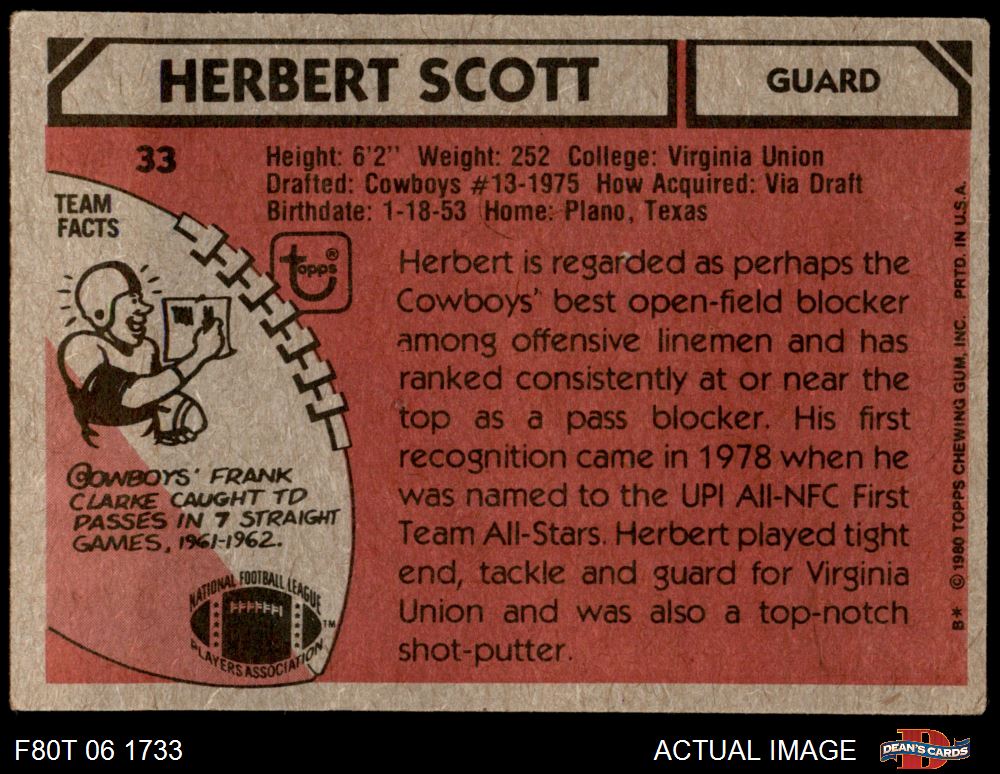 HERBERT SCOTT
GUARD
33
Height: 6'2" Weight: 252 College: Virginia Union
Drafted: Cowboys #13-1975 How Acquired: Via Draft
Birthdate: 1-18-53 Home: Plano, Texas
TEAM
FACTS
topps®
Herbert is regarded as perhaps the
Cowboys' best open-field blocker
among offensive linemen and has
ranked consistently at or near the
top as a pass blocker. His first
recognition came in 1978 when he
was named to the UPI All-NFC First
Team All-Stars. Herbert played tight
end, tackle and guard for Virginia
Union and was also a top-notch
shot-putter.
COWBOYS' FRANK
CLARKE CAUGHT TD
PASSES IN 7 STRAIGHT
GAMES, 1961-1962.
NATIONAL FOOTBALL LEAGUE
PLAYERS ASSOCIATION
TM
B* © 1980 TOPPS CHEWING GUM, INC. PRTD. IN U.S.A.
F80T 06 1733
ACTUAL IMAGE
DEAN'S CARDS